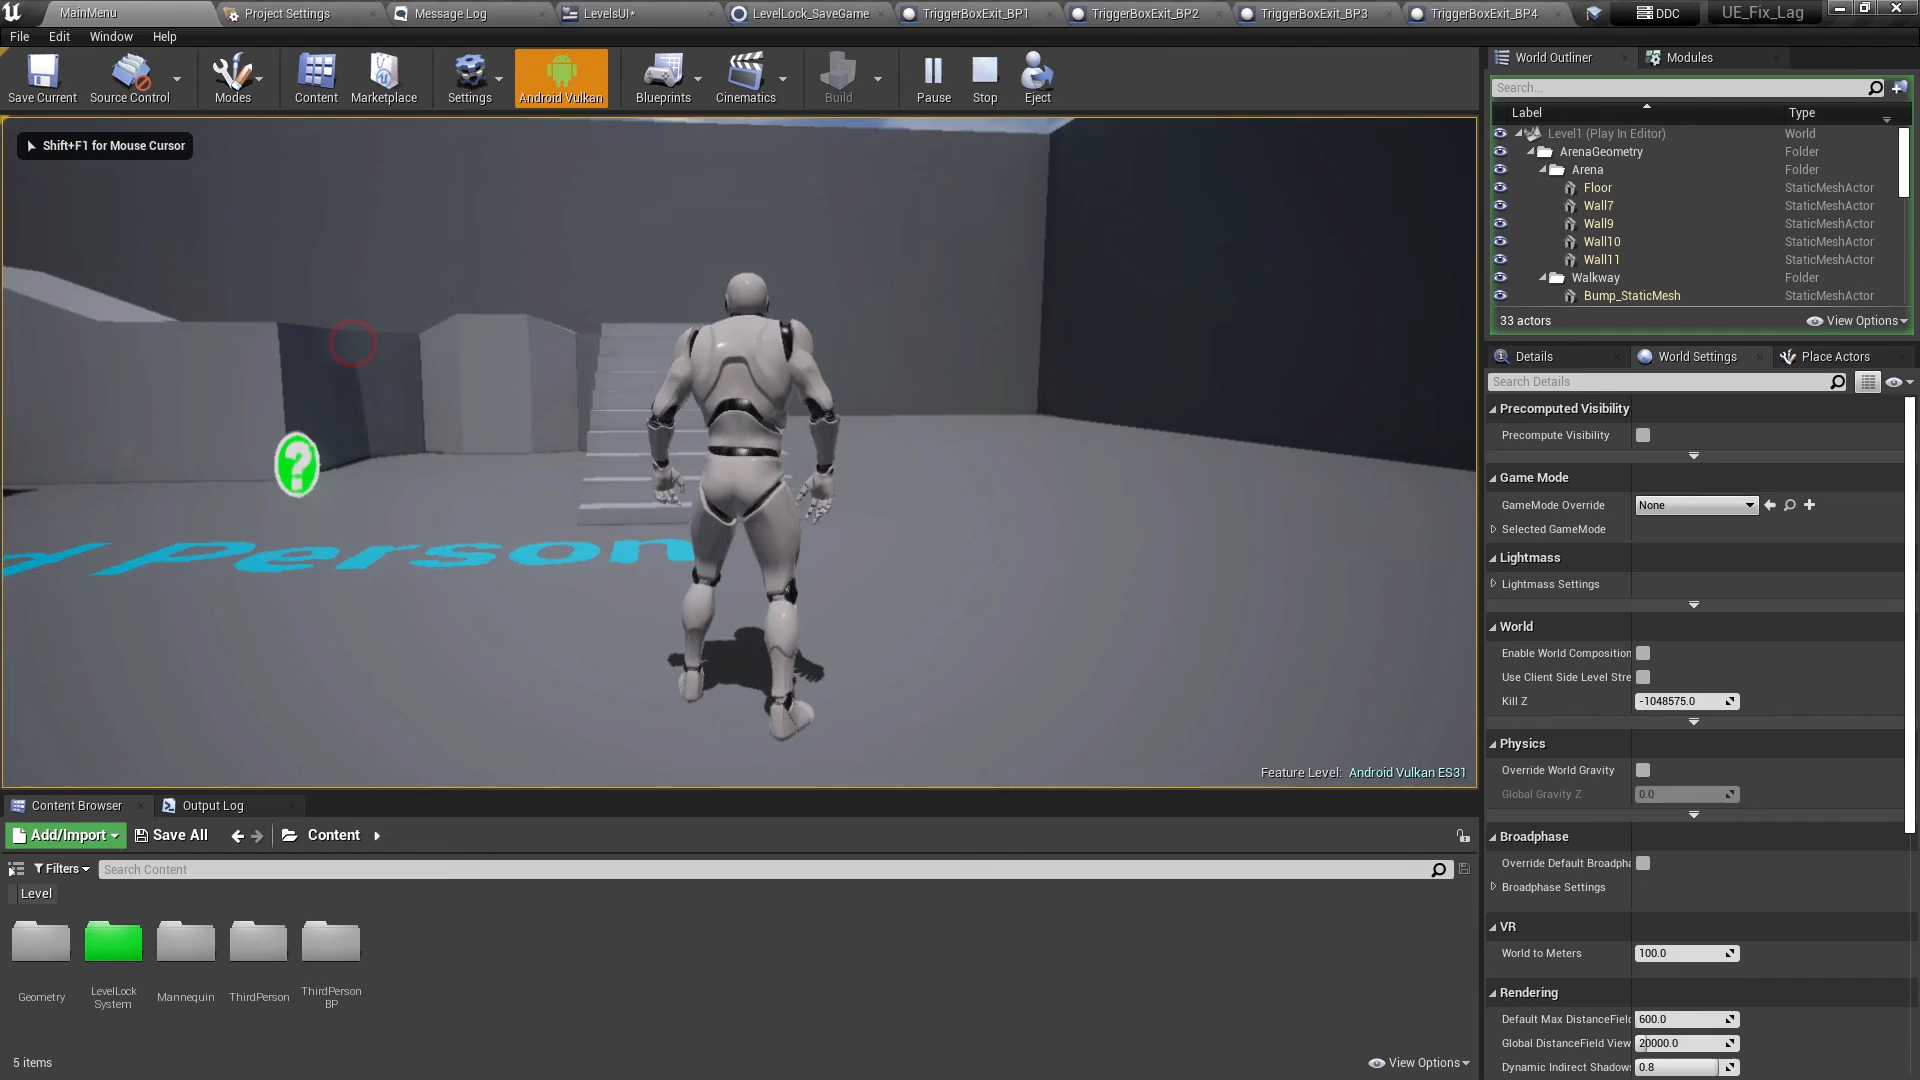 MainMenu
Project Settings
Message Log
LevelsUI*
LevelLock_SaveGame
TriggerBoxExit_BP1
TriggerBoxExit_BP2
TriggerBoxExit_BP3
TriggerBoxExit_BP4
DDC
UE_Fix_Lag
File Edit Window Help
Save Current
Source Control
Modes
Content
Marketplace
Settings
Android Vulkan
Blueprints
Cinematics
Build
Pause
Stop
Eject
Shift+F1 for Mouse Cursor
?
person
Feature Level: Android Vulkan ES31
World Outliner
Modules
Search...
Label Type
Level1 (Play In Editor) World
ArenaGeometry Folder
Arena Folder
Floor StaticMeshActor
Wall7 StaticMeshActor
Wall9 StaticMeshActor
Wall10 StaticMeshActor
Wall11 StaticMeshActor
Walkway Folder
Bump_StaticMesh StaticMeshActor
33 actors
View Options
Details
World Settings
Place Actors
Search Details
Precomputed Visibility
Precompute Visibility
Game Mode
GameMode Override None
Selected GameMode
Lightmass
Lightmass Settings
World
Enable World Composition
Use Client Side Level Stre
Kill Z -1048575.0
Physics
Override World Gravity
Global Gravity Z 0.0
Broadphase
Override Default Broadpha
Broadphase Settings
VR
World to Meters 100.0
Rendering
Default Max DistanceField 600.0
Global DistanceField View 20000.0
Dynamic Indirect Shadows 0.8
Content Browser
Output Log
Add/Import
Save All
Content
Filters
Search Content
Level
Geometry
LevelLock
System
Mannequin
ThirdPerson
ThirdPerson
BP
5 items
View Options